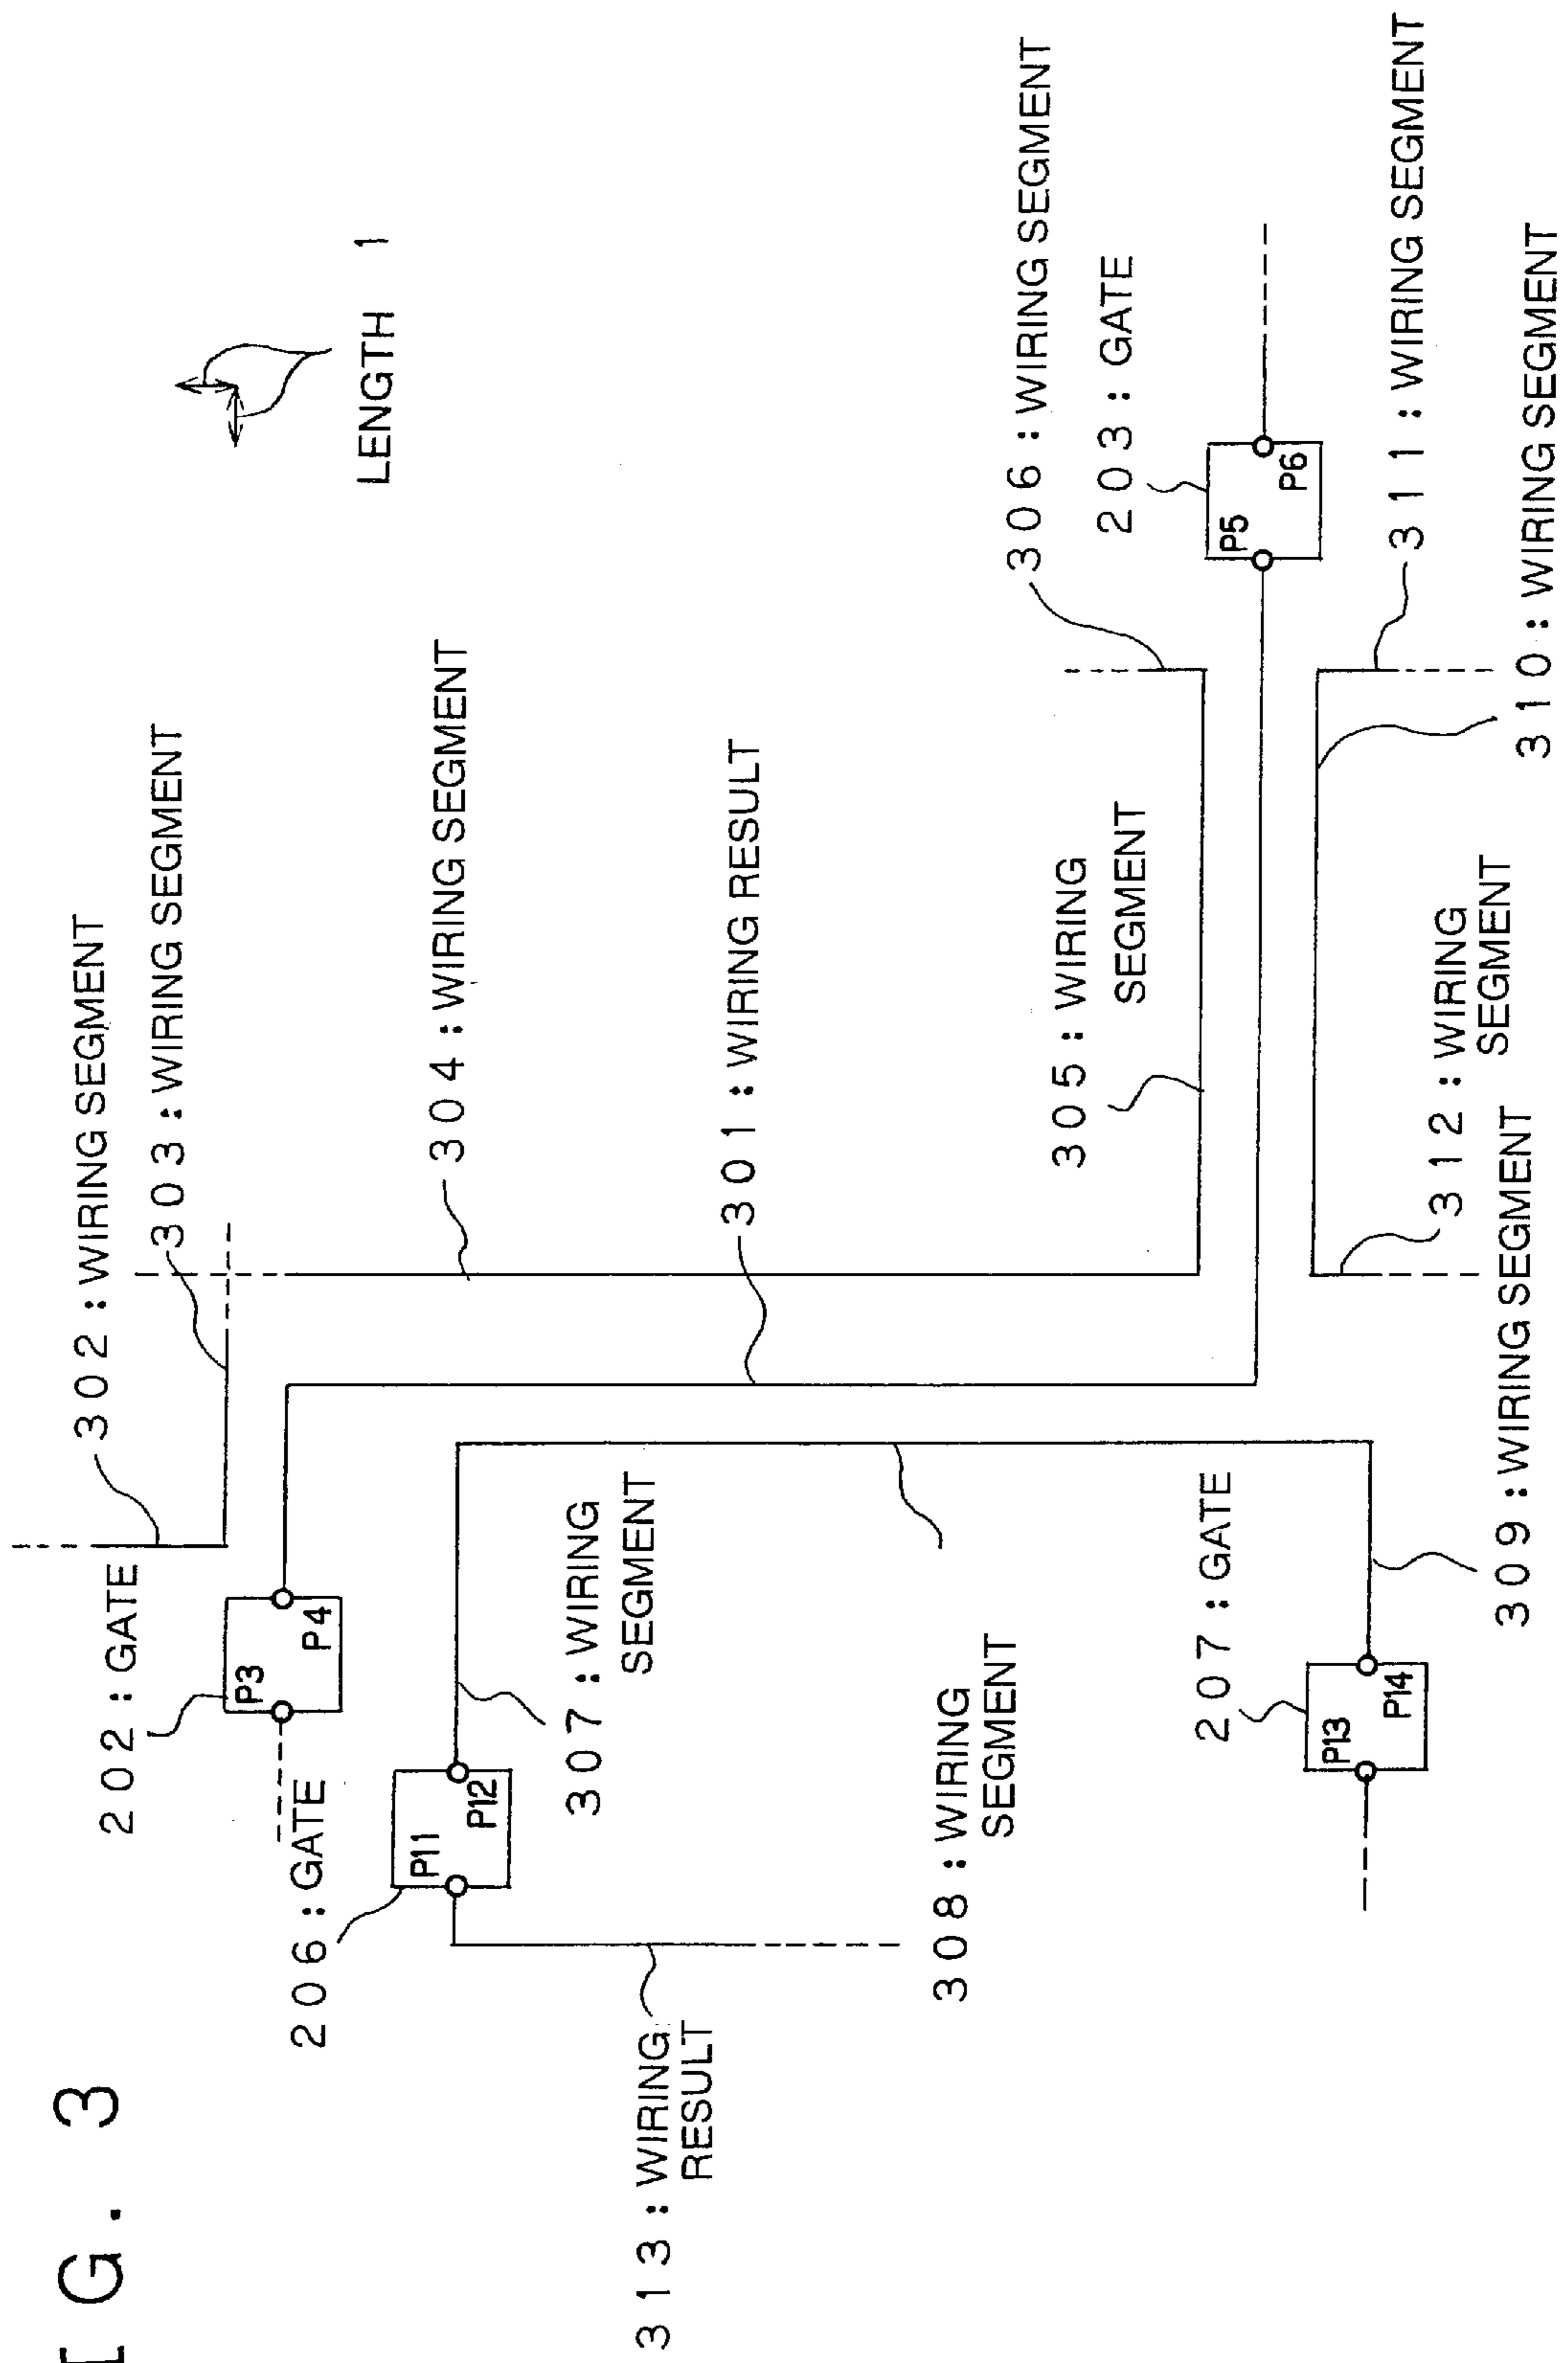 I G. 3
LENGTH 1
302 : WIRING SEGMENT
303 : WIRING SEGMENT
202 : GATE
P3
P4
304 : WIRING SEGMENT
206 : GATE
P11
P12
307 : WIRING
SEGMENT
301 : WIRING RESULT
313 : WIRING
RESULT
308 : WIRING
SEGMENT
305 : WIRING
SEGMENT
306 : WIRING SEGMENT
203 : GATE
P5
P6
207 : GATE
P13
P14
311 : WIRING SEGMENT
312 : WIRING
SEGMENT
309 : WIRING SEGMENT
310 : WIRING SEGMENT